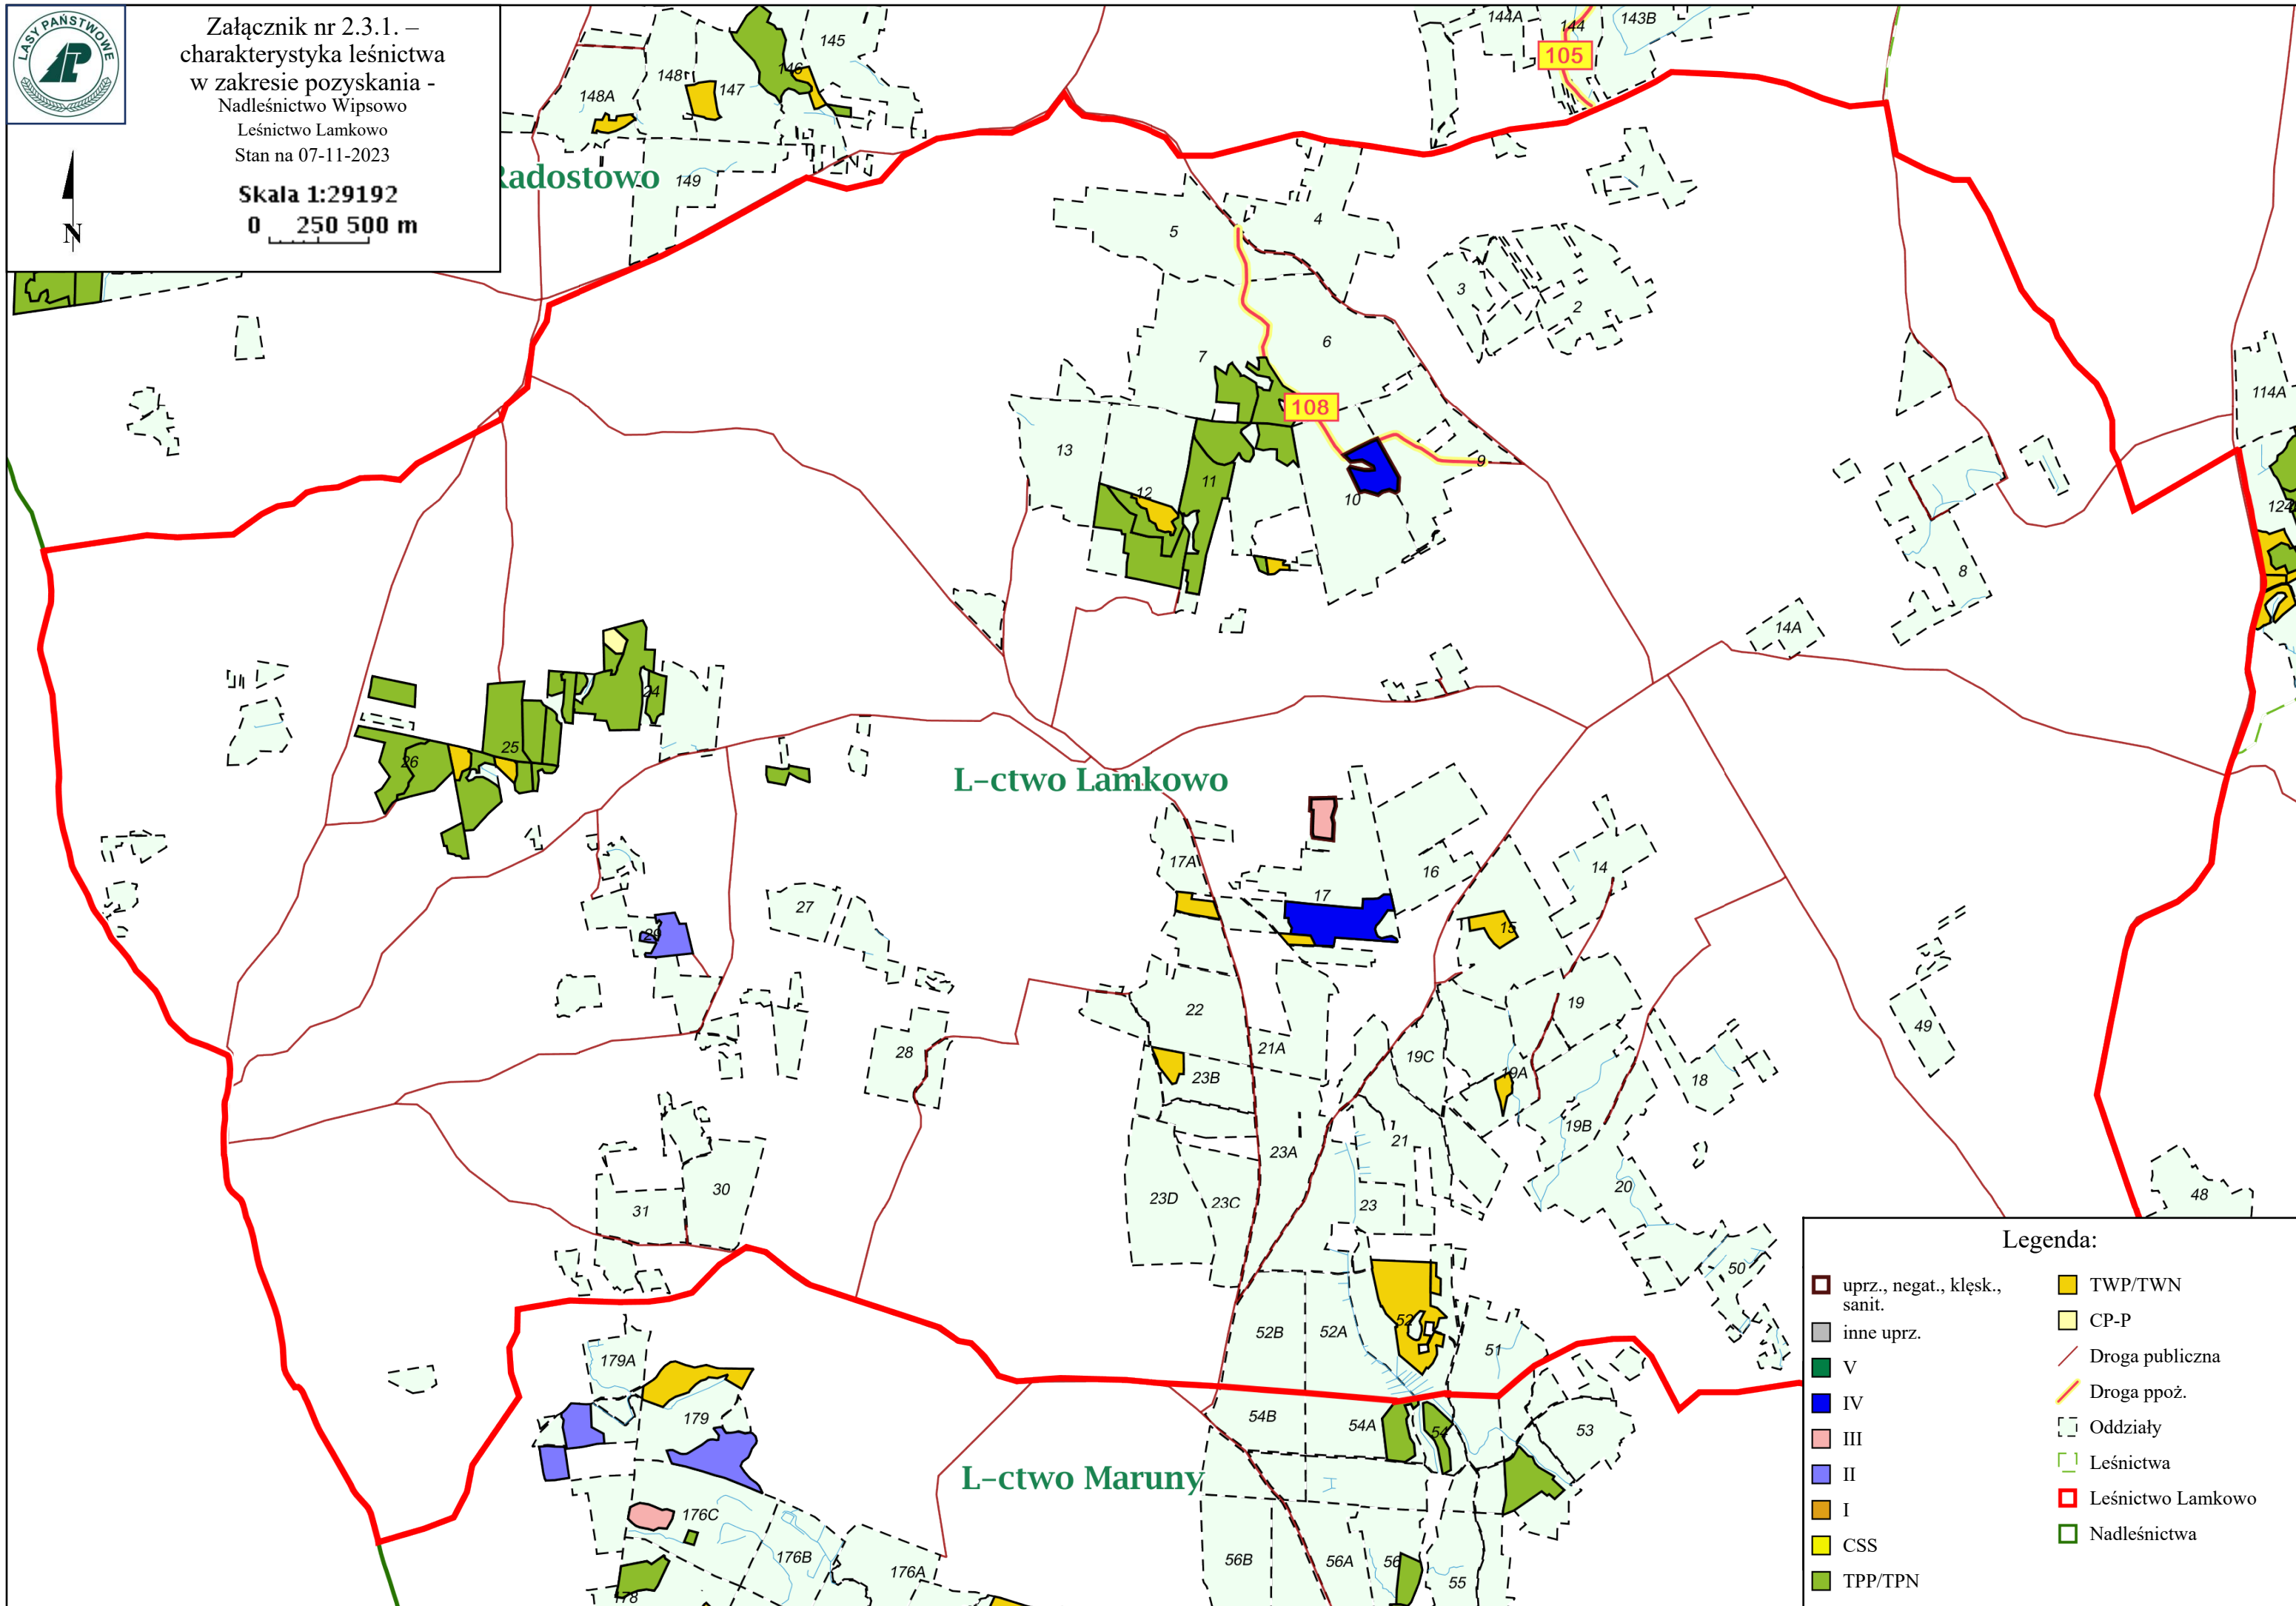 LASY PAŃSTWOWE
Załącznik nr 2.3.1. –
charakterystyka leśnictwa
w zakresie pozyskania -
Nadleśnictwo Wipsowo
Leśnictwo Lamkowo
Stan na 07-11-2023
Skala 1:29192
0 250 500 m
N
144A
144
143B
105
145
146
148
147
148A
149
Radostowo
1
4
5
3
2
6
7
108
114A
13
9
12
11
10
124
8
14A
24
25
26
L-ctwo Lamkowo
17A
16
14
17
27
15
29
22
19
49
28
21A
19C
23B
19A
18
19B
21
23A
30
20
48
31
23D
23C
23
50
52
52B
52A
51
179A
179
54B
54A
54
53
L-ctwo Maruny
176C
176B
176A
56B
56A
56
55
178
Legenda:
uprz., negat., klęsk.,
sanit.
inne uprz.
V
IV
III
II
I
CSS
TPP/TPN
TWP/TWN
CP-P
Droga publiczna
Droga ppoż.
Oddziały
Leśnictwa
Leśnictwo Lamkowo
Nadleśnictwa